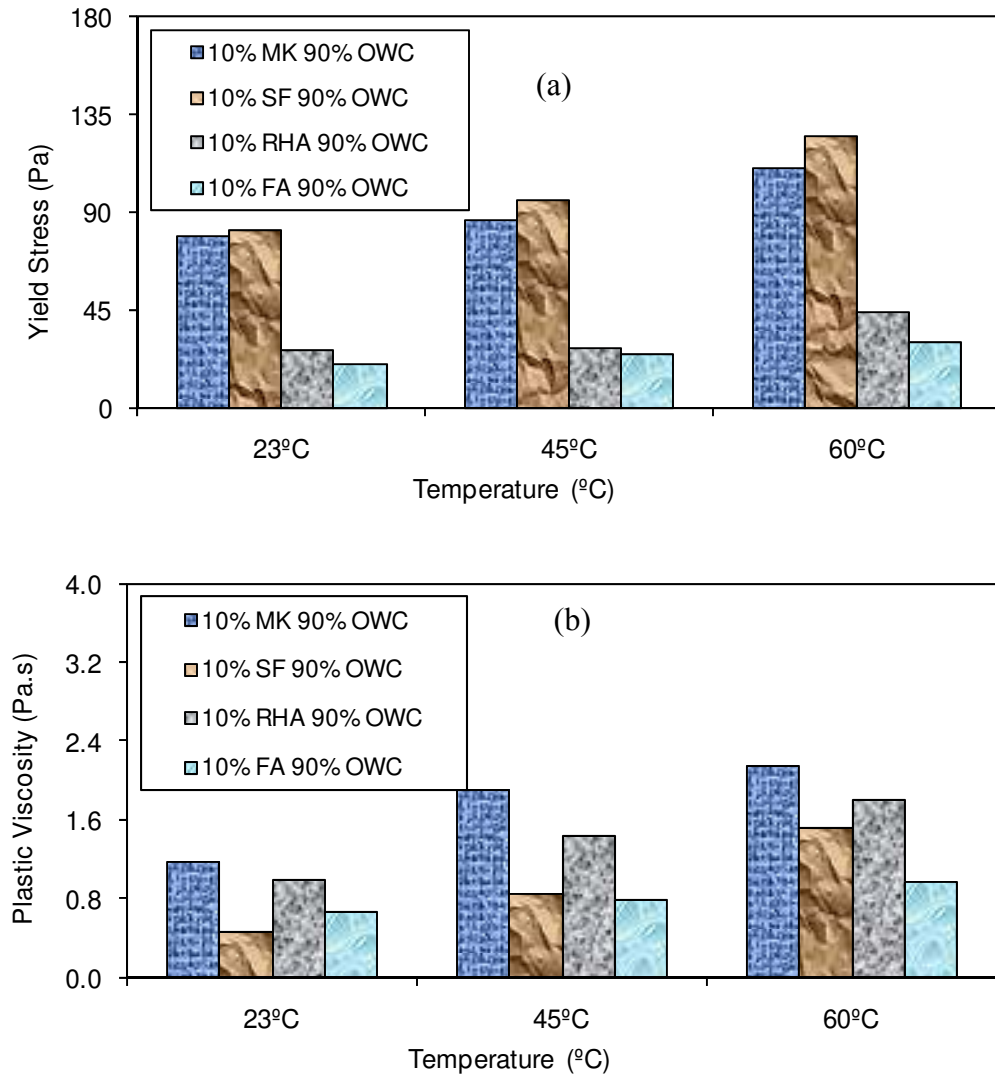 180
135
90
45
0
Yield Stress (Pa)
10% MK 90% OWC
10% SF 90% OWC
10% RHA 90% OWC
10% FA 90% OWC
(a)
23ºC 45ºC 60ºC
Temperature (ºC)
4.0
3.2
2.4
1.6
0.8
0.0
Plastic Viscosity (Pa.s)
10% MK 90% OWC
10% SF 90% OWC
10% RHA 90% OWC
10% FA 90% OWC
(b)
23ºC 45ºC 60ºC
Temperature (ºC)